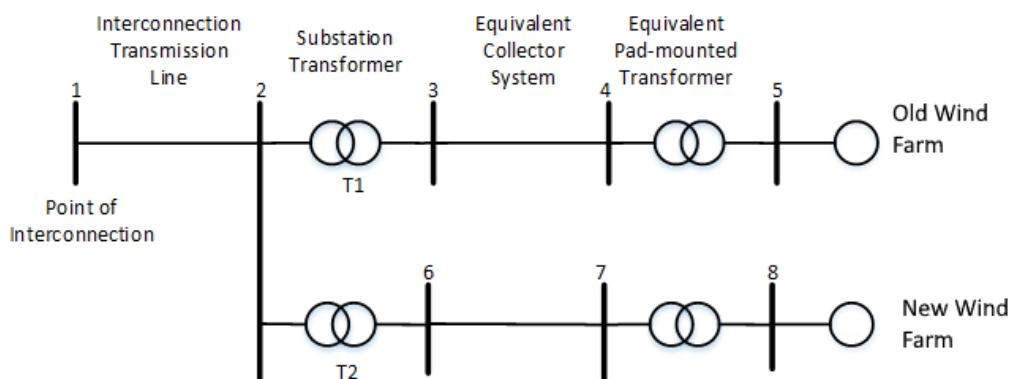 Interconnection
Transmission
Line
Substation
Transformer
Equivalent
Collector
System
Equivalent
Pad-mounted
Transformer
1
2
3
4
5
Old Wind
Farm
T1
Point of
Interconnection
6
7
8
New Wind
Farm
T2